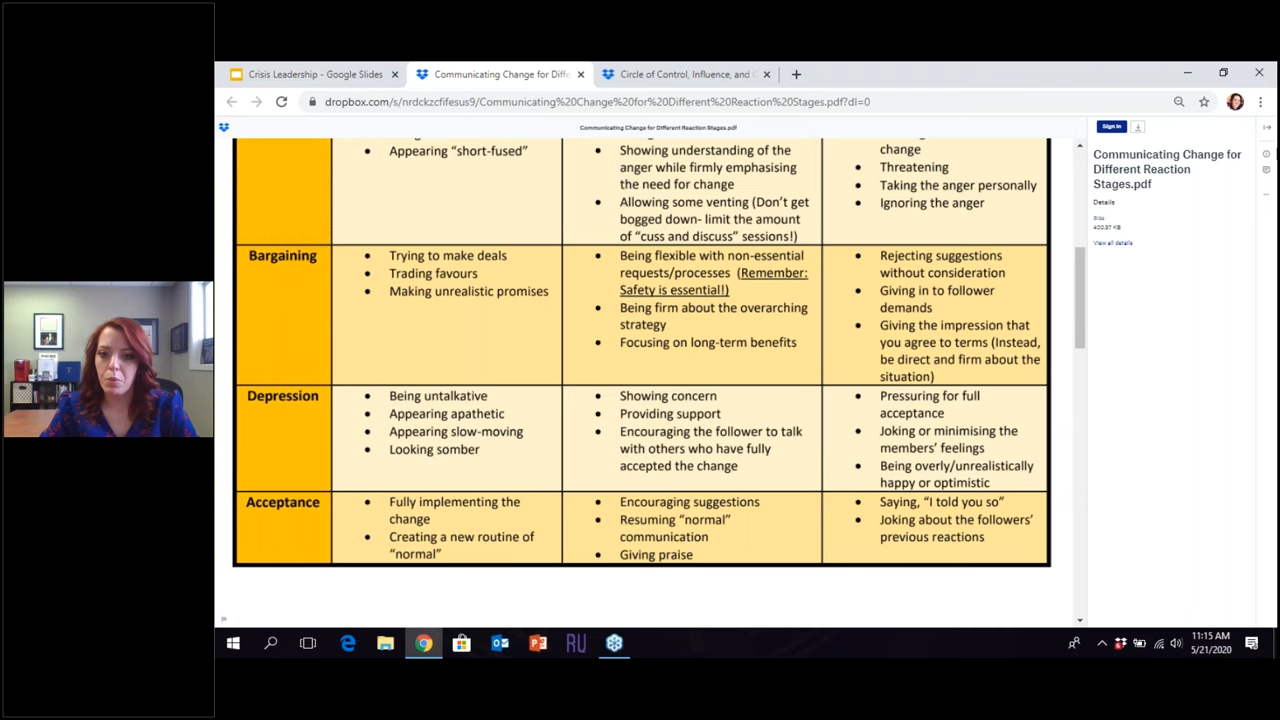 Crisis Leadership - Google Slides
Communicating Change for Diffe
Circle of Control, Influence, and
dropbox.com/s/nrdckzcfifesus9/Communicating%20Change%20for%20Different%20Reaction%20Stages.pdf?dl=0
Communicating Change for Different Reaction Stages.pdf
Sign in
Communicating Change for
Different Reaction
Stages.pdf
Details
Size
400.87 KB
View all details
Appearing “short-fused”
Showing understanding of the
anger while firmly emphasising
the need for change
Allowing some venting (Don’t get
bogged down- limit the amount
of “cuss and discuss” sessions!)
change
Threatening
Taking the anger personally
Ignoring the anger
Bargaining
Trying to make deals
Trading favours
Making unrealistic promises
Being flexible with non-essential
requests/processes (Remember:
Safety is essential!)
Being firm about the overarching
strategy
Focusing on long-term benefits
Rejecting suggestions
without consideration
Giving in to follower
demands
Giving the impression that
you agree to terms (Instead,
be direct and firm about the
situation)
Depression
Being untalkative
Appearing apathetic
Appearing slow-moving
Looking somber
Showing concern
Providing support
Encouraging the follower to talk
with others who have fully
accepted the change
Pressuring for full
acceptance
Joking or minimising the
members’ feelings
Being overly/unrealistically
happy or optimistic
Acceptance
Fully implementing the
change
Creating a new routine of
“normal”
Encouraging suggestions
Resuming “normal”
communication
Giving praise
Saying, “I told you so”
Joking about the followers’
previous reactions
RU
11:15 AM
5/21/2020